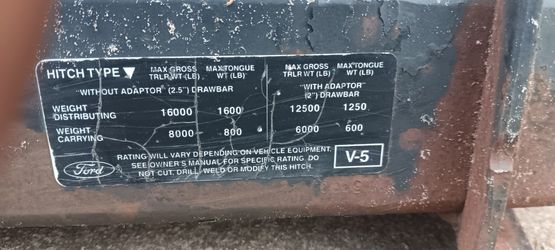 HITCH TYPE ▼ MAX GROSS TRLR WT (LB) MAX TONGUE WT (LB) MAX GROSS TRLR WT (LB) MAX TONGUE WT (LB)
"WITHOUT ADAPTOR" (2.5") DRAWBAR "WITH ADAPTOR" (2") DRAWBAR
WEIGHT DISTRIBUTING 16000 1600 12500 1250
WEIGHT CARRYING 8000 800 6000 600
Ford
RATING WILL VARY DEPENDING ON VEHICLE EQUIPMENT.
SEE OWNER'S MANUAL FOR SPECIFIC RATING. DO
NOT CUT, DRILL, WELD OR MODIFY THIS HITCH.
V-5